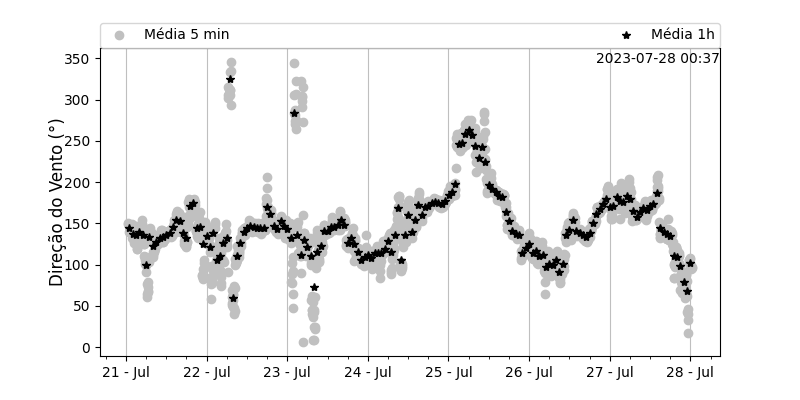 Média 5 min
Média 1h
2023-07-28 00:37
Direção do Vento (°)
350
300
250
200
150
100
50
0
21 - Jul
22 - Jul
23 - Jul
24 - Jul
25 - Jul
26 - Jul
27 - Jul
28 - Jul